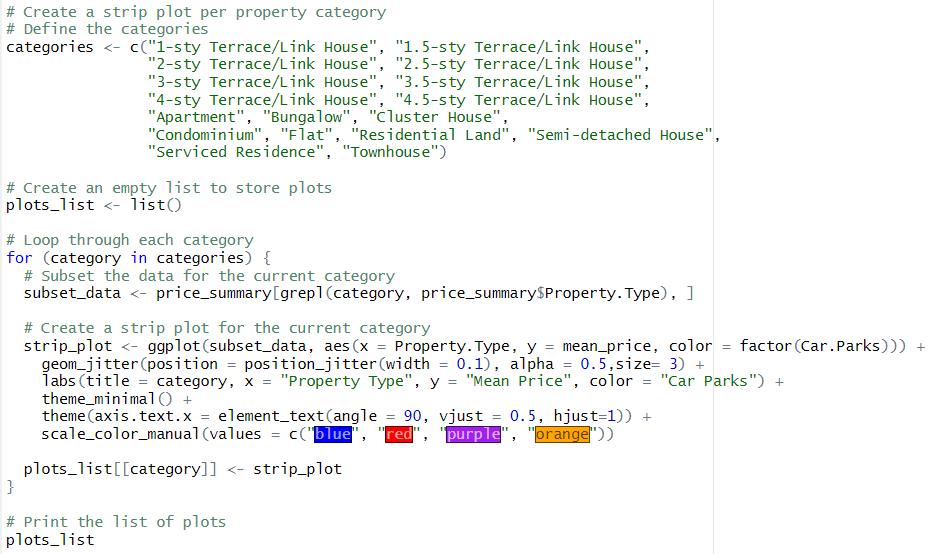 # Create a strip plot per property category
# Define the categories
categories <- c("1-sty Terrace/Link House", "1.5-sty Terrace/Link House",
                "2-sty Terrace/Link House", "2.5-sty Terrace/Link House",
                "3-sty Terrace/Link House", "3.5-sty Terrace/Link House",
                "4-sty Terrace/Link House", "4.5-sty Terrace/Link House",
                "Apartment", "Bungalow", "Cluster House",
                "Condominium", "Flat", "Residential Land", "Semi-detached House",
                "Serviced Residence", "Townhouse")

# Create an empty list to store plots
plots_list <- list()

# Loop through each category
for (category in categories) {
  # Subset the data for the current category
  subset_data <- price_summary[grepl(category, price_summary$Property.Type), ]

  # Create a strip plot for the current category
  strip_plot <- ggplot(subset_data, aes(x = Property.Type, y = mean_price, color = factor(Car.Parks))) +
    geom_jitter(position = position_jitter(width = 0.1), alpha = 0.5,size= 3) +
    labs(title = category, x = "Property Type", y = "Mean Price", color = "Car Parks") +
    theme_minimal() +
    theme(axis.text.x = element_text(angle = 90, vjust = 0.5, hjust=1)) +
    scale_color_manual(values = c("blue", "red", "purple", "orange"))

  plots_list[[category]] <- strip_plot
}

# Print the list of plots
plots_list